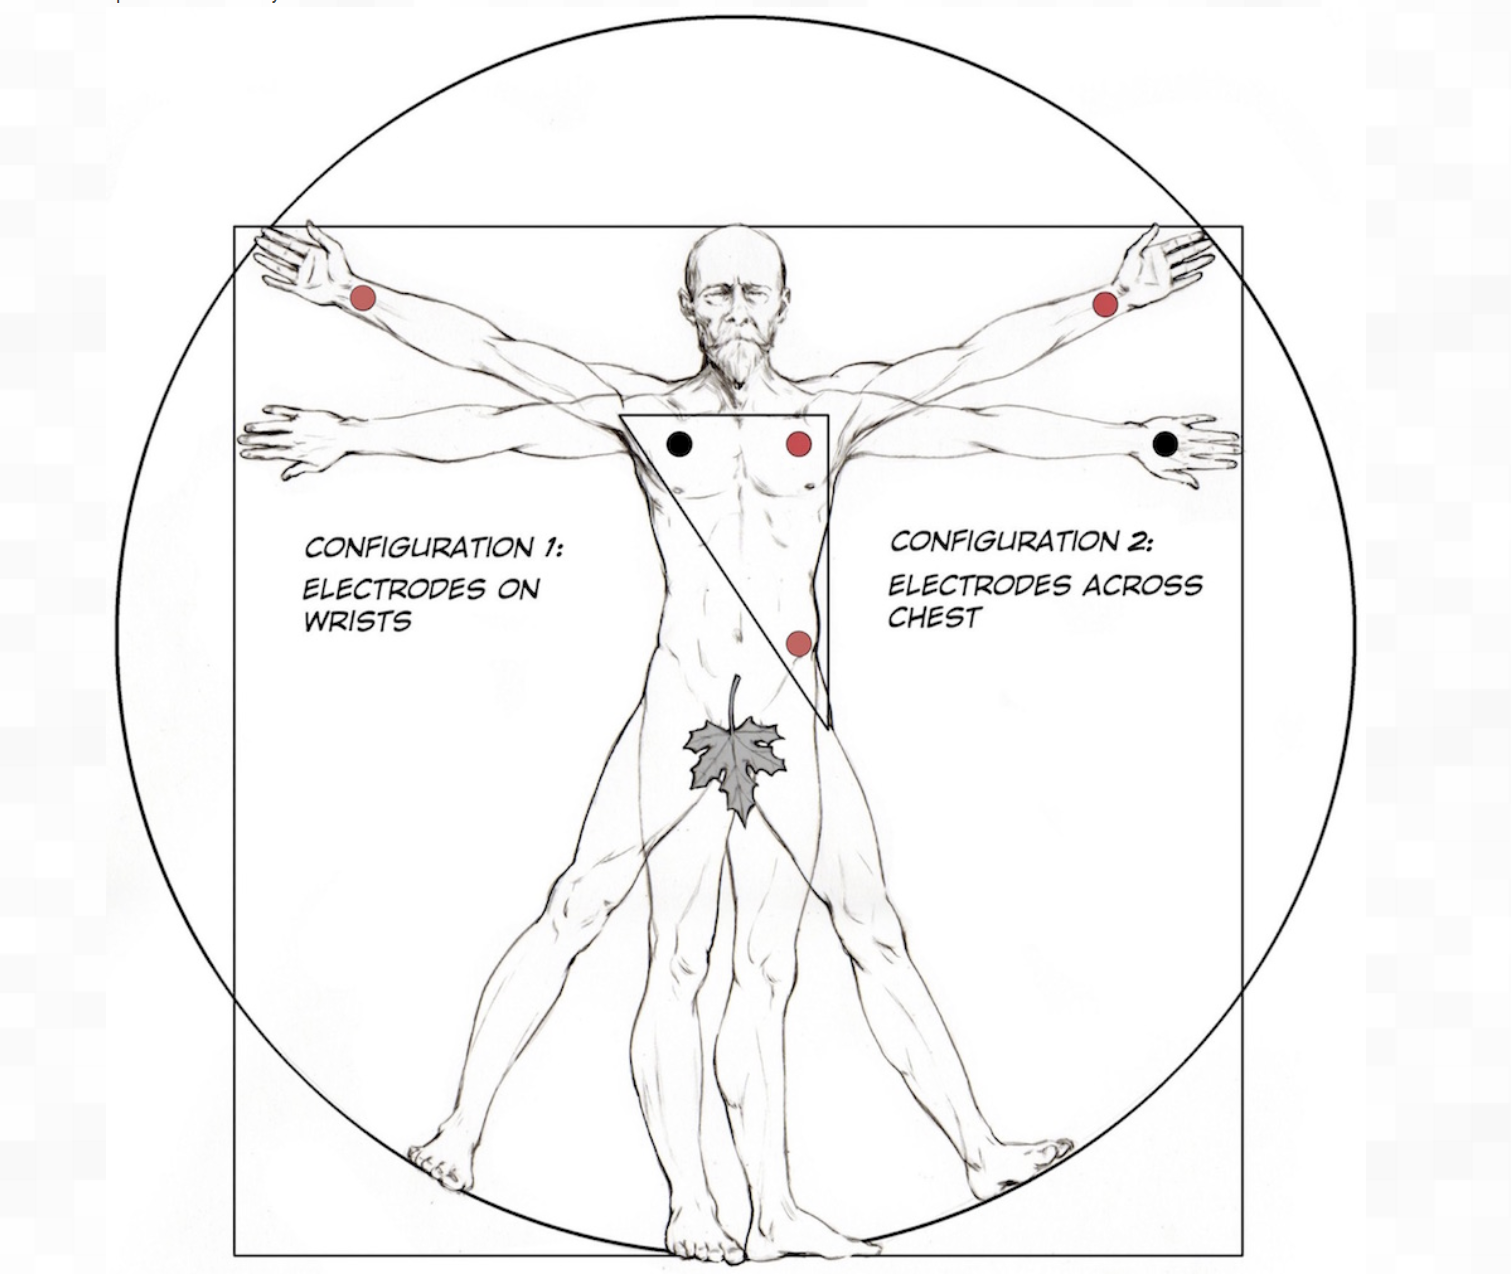 CONFIGURATION 1:
ELECTRODES ON
WRISTS
CONFIGURATION 2:
ELECTRODES ACROSS
CHEST